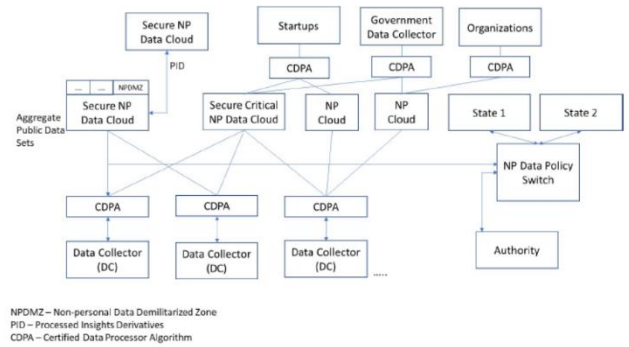 Secure NP
Data Cloud
Startups
Government
Data Collector
Organizations
PID
CDPA
CDPA
CDPA
NPDMZ
Aggregate
Public Data
Sets
Secure NP
Data Cloud
Secure Critical
NP Data Cloud
NP
Cloud
NP
Cloud
State 1
State 2
NP Data Policy
Switch
CDPA
CDPA
CDPA
Data Collector
(DC)
Data Collector
(DC)
Data Collector
(DC)
.....
Authority
NPDMZ – Non-personal Data Demilitarized Zone
PID – Processed Insights Derivatives
CDPA – Certified Data Processor Algorithm